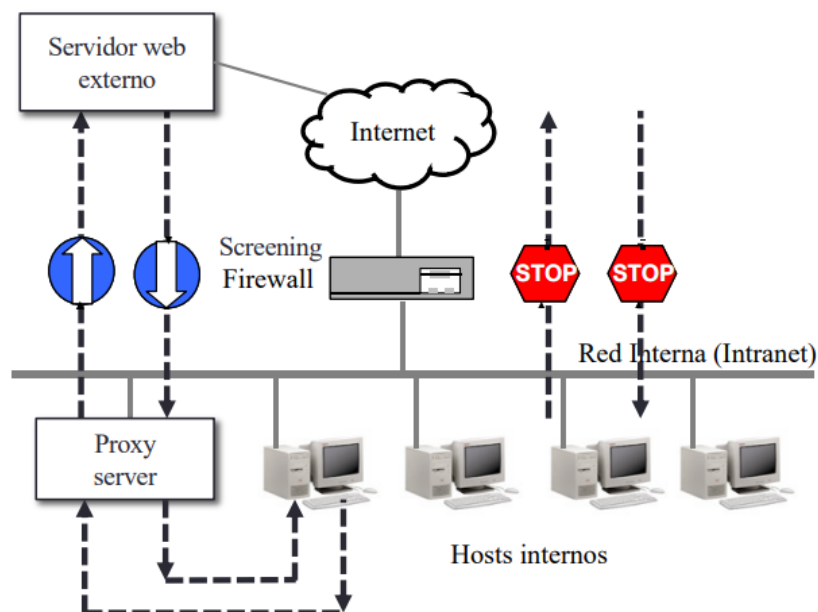 Servidor web
externo
Internet
Screening
Firewall
STOP
STOP
Red Interna (Intranet)
Proxy
server
Hosts internos